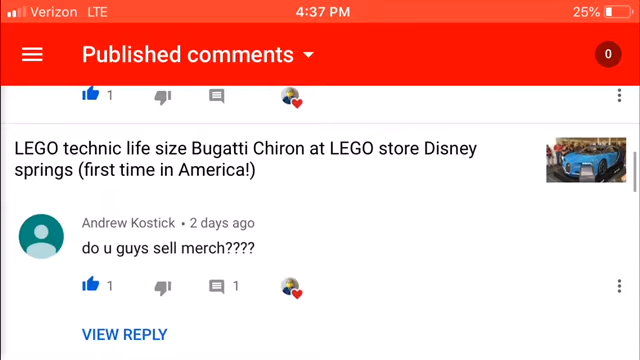 Verizon LTE 4:37 PM 25%
Published comments 0
1
LEGO technic life size Bugatti Chiron at LEGO store Disney
springs (first time in America!)
Andrew Kostick • 2 days ago
do u guys sell merch????
1 1
VIEW REPLY